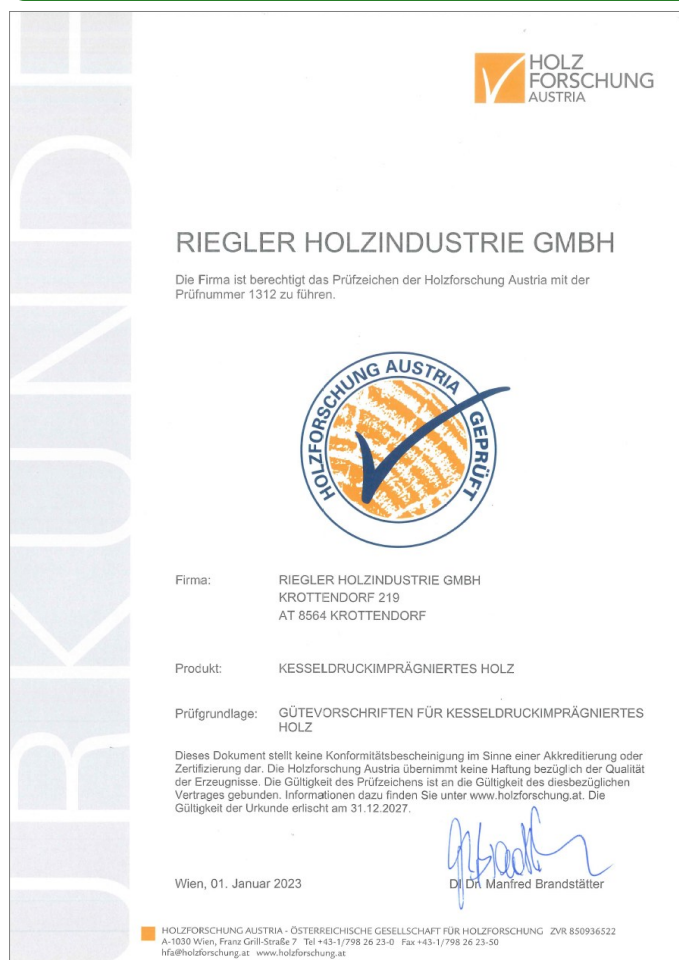 URKUNDE
HOLZ
FORSCHUNG
AUSTRIA
RIEGLER HOLZINDUSTRIE GMBH
Die Firma ist berechtigt das Prüfzeichen der Holzforschung Austria mit der
Prüfnummer 1312 zu führen.
HOLZFORSCHUNG AUSTRIA GEPRÜFT
Firma: RIEGLER HOLZINDUSTRIE GMBH
KROTTENDORF 219
AT 8564 KROTTENDORF
Produkt: KESSELDRUCKIMPRÄGNIERTES HOLZ
Prüfgrundlage: GÜTEVORSCHRIFTEN FÜR KESSELDRUCKIMPRÄGNIERTES
HOLZ
Dieses Dokument stellt keine Konformitätsbescheinigung im Sinne einer Akkreditierung oder
Zertifizierung dar. Die Holzforschung Austria übernimmt keine Haftung bezüglich der Qualität
der Erzeugnisse. Die Gültigkeit des Prüfzeichens ist an die Gültigkeit des diesbezüglichen
Vertrages gebunden. Informationen dazu finden Sie unter www.holzforschung.at. Die
Gültigkeit der Urkunde erlischt am 31.12.2027.
Wien, 01. Januar 2023 DI Dr. Manfred Brandstätter
HOLZFORSCHUNG AUSTRIA - ÖSTERREICHISCHE GESELLSCHAFT FÜR HOLZFORSCHUNG ZVR 850936522
A-1030 Wien, Franz Grill-Straße 7 Tel +43-1/798 26 23-0 Fax +43-1/798 26 23-50
hfa@holzforschung.at www.holzforschung.at